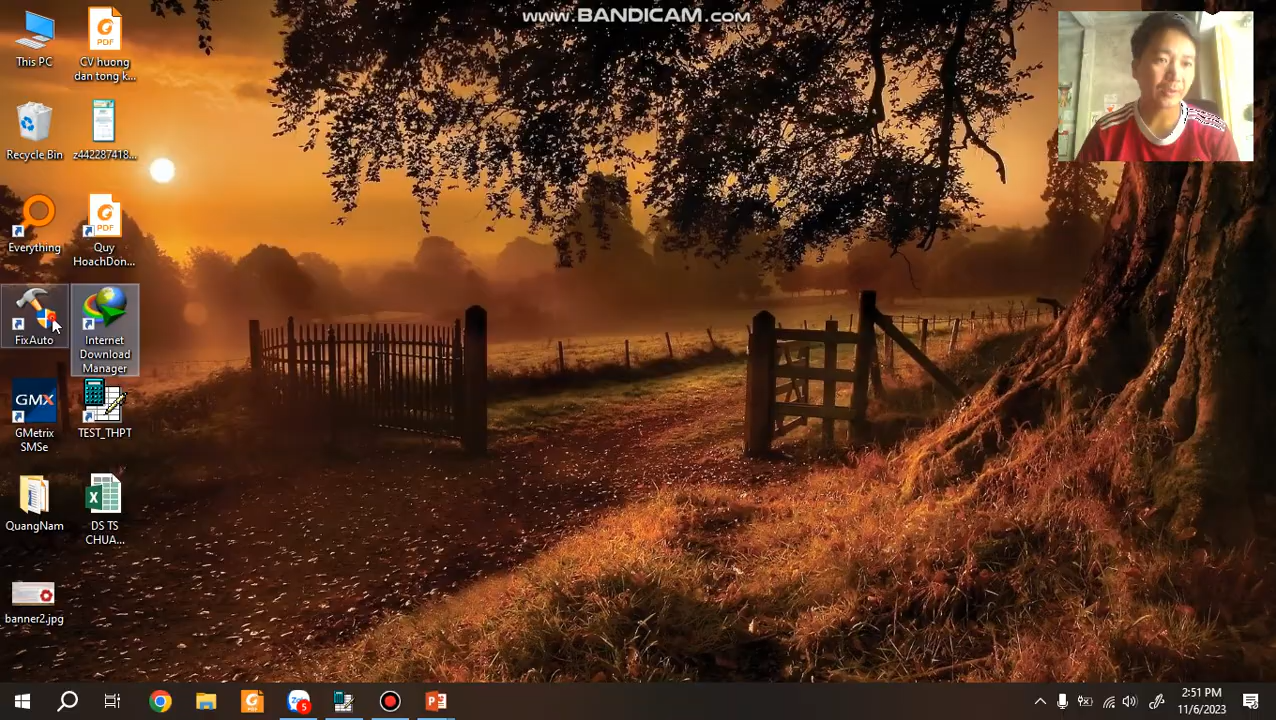 www.BANDICAM.com
This PC
CV huong
dan tong k...
Recycle Bin
z442287418...
Everything
Quy
HoachDon...
FixAuto
Internet
Download
Manager
GMX
GMetrix
SMSe
TEST_THPT
QuangNam
DS TS
CHUA...
banner2.jpg
2:51 PM
11/6/2023